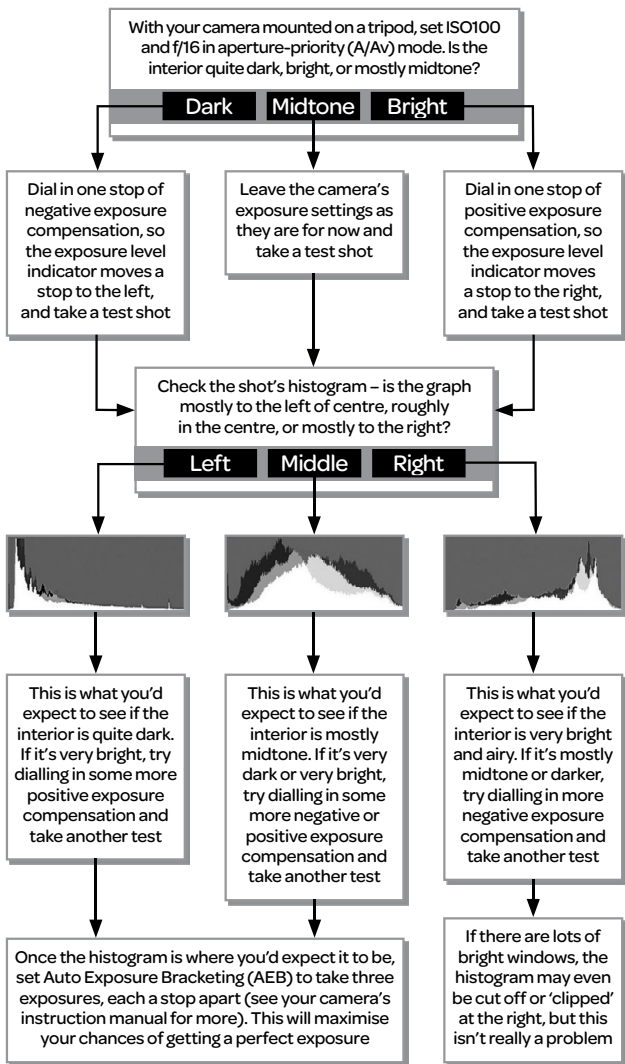 With your camera mounted on a tripod, set ISO100
and f/16 in aperture-priority (A/Av) mode. Is the
interior quite dark, bright, or mostly midtone?
Dark
Midtone
Bright
Dial in one stop of
negative exposure
compensation, so
the exposure level
indicator moves a
stop to the left,
and take a test shot
Leave the camera’s
exposure settings as
they are for now and
take a test shot
Dial in one stop of
positive exposure
compensation, so
the exposure level
indicator moves
a stop to the right,
and take a test shot
Check the shot’s histogram – is the graph
mostly to the left of centre, roughly
in the centre, or mostly to the right?
Left
Middle
Right
This is what you’d
expect to see if the
interior is quite dark.
If it’s very bright, try
dialling in some more
positive exposure
compensation and
take another test
This is what you’d
expect to see if the
interior is mostly
midtone. If it’s very
dark or very bright,
try dialling in some
more negative or
positive exposure
compensation and
take another test
This is what you’d
expect to see if the
interior is very bright
and airy. If it’s mostly
midtone or darker,
try dialling in more
negative exposure
compensation and
take another test
Once the histogram is where you’d expect it to be,
set Auto Exposure Bracketing (AEB) to take three
exposures, each a stop apart (see your camera’s
instruction manual for more). This will maximise
your chances of getting a perfect exposure
If there are lots of
bright windows, the
histogram may even
be cut off or ‘clipped’
at the right, but this
isn’t really a problem